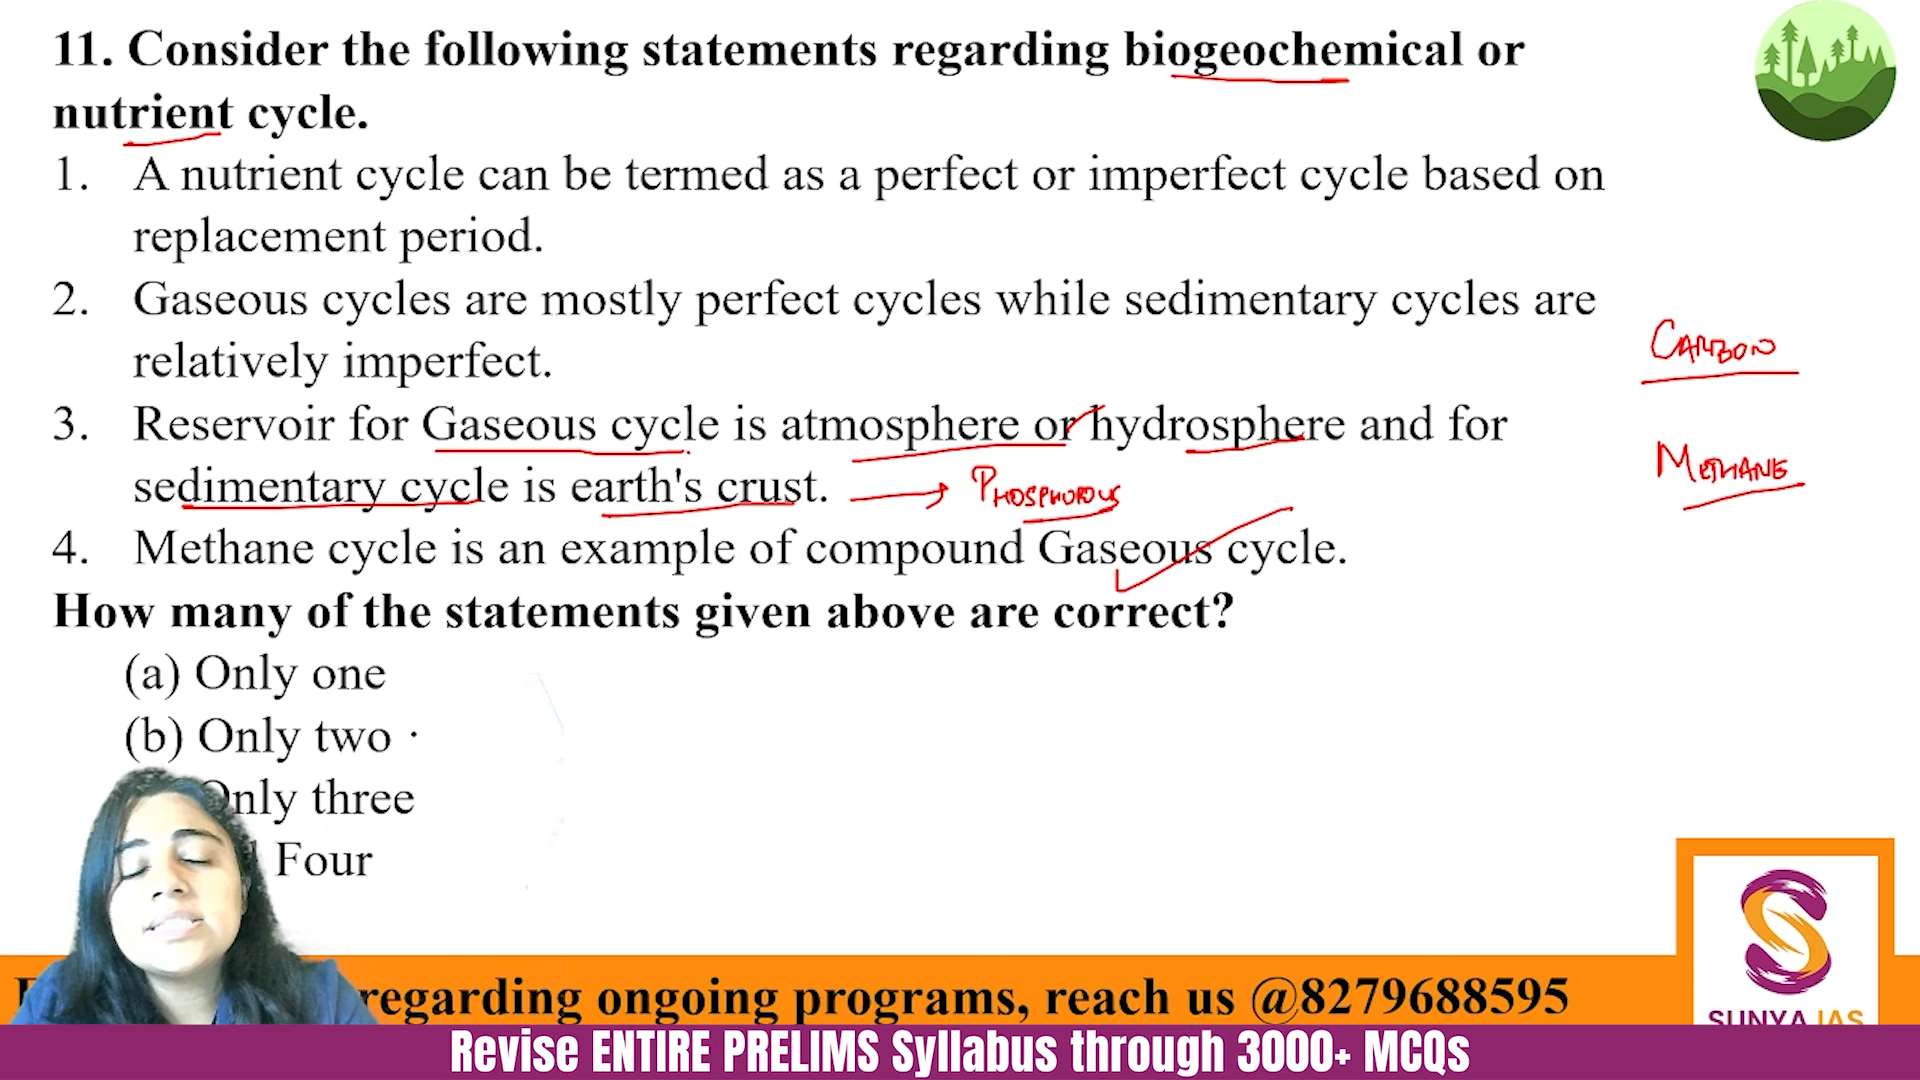 11. Consider the following statements regarding biogeochemical or
nutrient cycle.
1. A nutrient cycle can be termed as a perfect or imperfect cycle based on
replacement period.
2. Gaseous cycles are mostly perfect cycles while sedimentary cycles are
relatively imperfect.
CARBON
3. Reservoir for Gaseous cycle is atmosphere or hydrosphere and for
METHANE
sedimentary cycle is earth's crust. → PHOSPHOROUS
4. Methane cycle is an example of compound Gaseous cycle.
How many of the statements given above are correct?
(a) Only one
(b) Only two
Only three
Four
regarding ongoing programs, reach us @8279688595
SUNYA IAS
Revise ENTIRE PRELIMS Syllabus through 3000+ MCQs